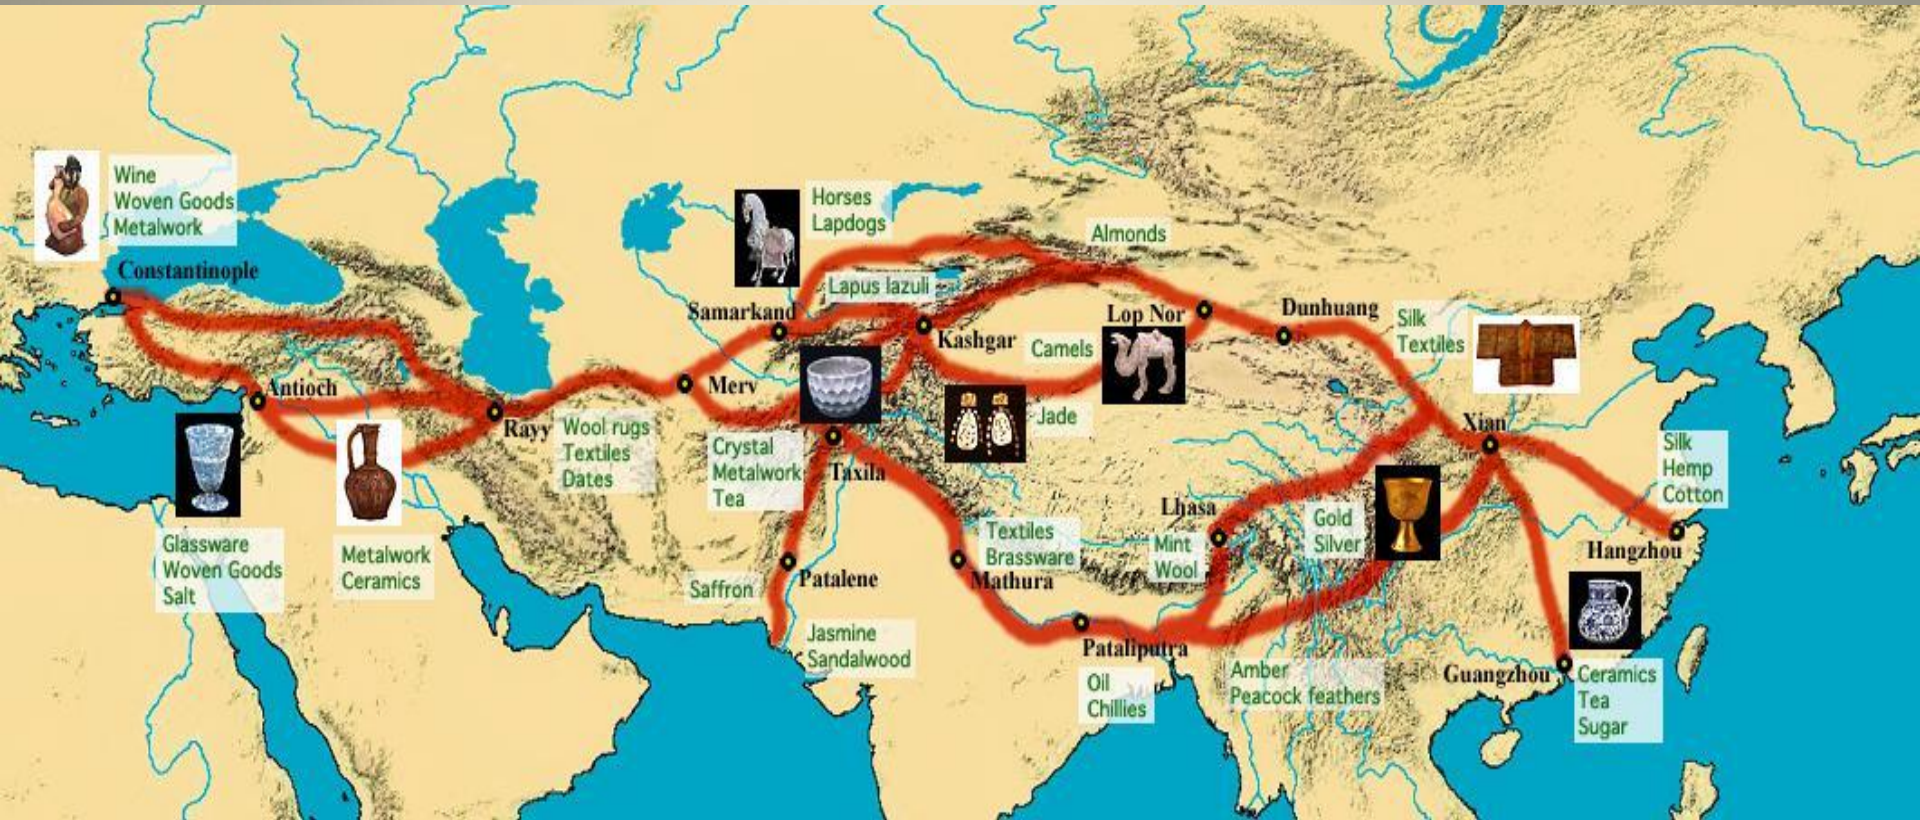 Wine
Woven Goods
Metalwork
Constantinople
Horses
Lapdogs
Almonds
Lapus lazuli
Samarkand
Kashgar
Camels
Lop Nor
Dunhuang
Silk
Textiles
Antioch
Merv
Jade
Rayy
Wool rugs
Textiles
Dates
Crystal
Metalwork
Tea
Taxila
Xian
Silk
Hemp
Cotton
Glassware
Woven Goods
Salt
Metalwork
Ceramics
Saffron
Patalene
Textiles
Brassware
Mathura
Lhasa
Mint
Wool
Gold
Silver
Hangzhou
Jasmine
Sandalwood
Pataliputra
Oil
Chillies
Amber
Peacock feathers
Guangzhou
Ceramics
Tea
Sugar